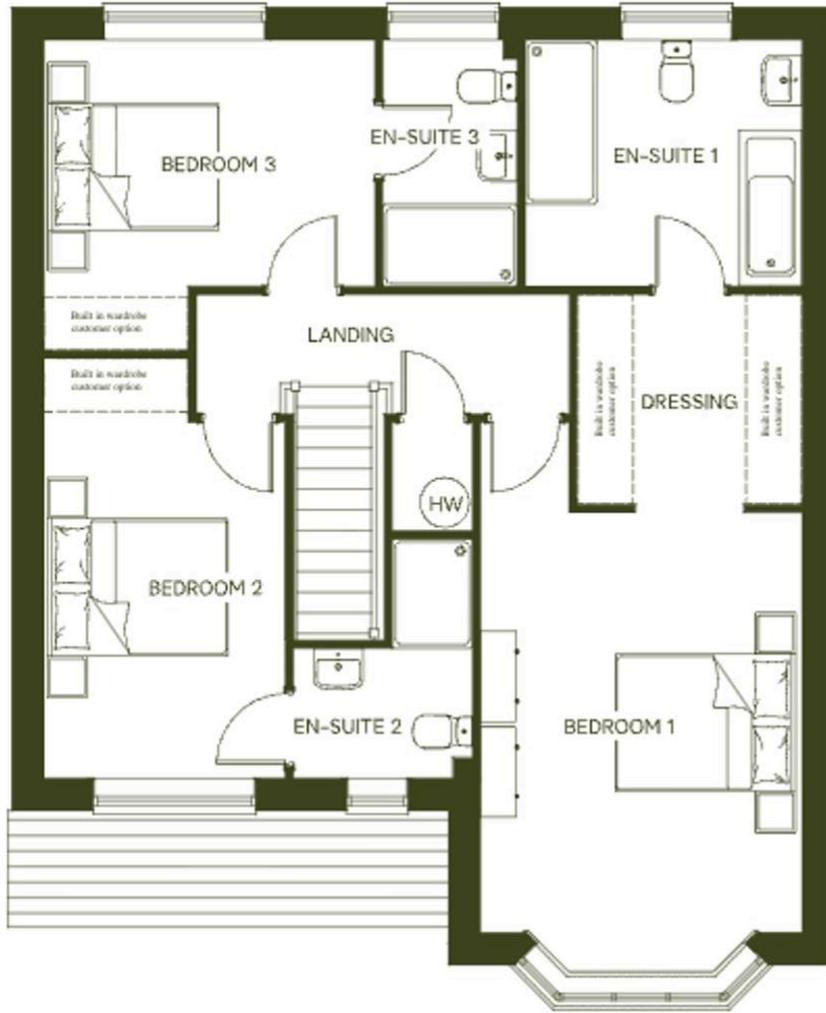 EN-SUITE 3
BEDROOM 3
EN-SUITE 1
Built in wardrobe
customer option
LANDING
Built in wardrobe
customer option
DRESSING
Built in wardrobe
customer option
Built in wardrobe
customer option
HW
BEDROOM 2
EN-SUITE 2
BEDROOM 1